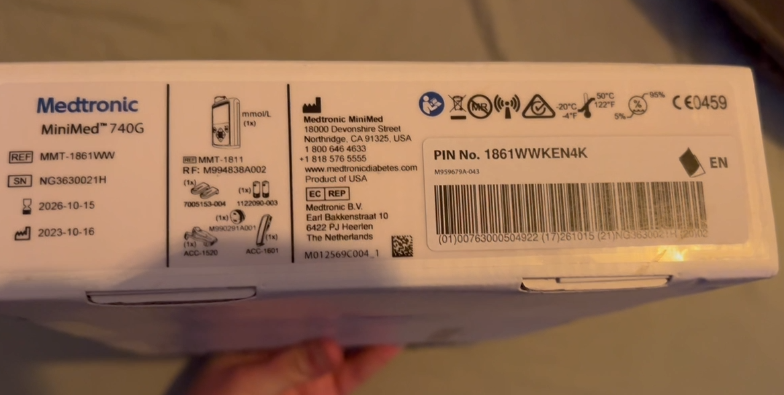 Medtronic
MiniMed™ 740G
REF MMT-1861WW
SN NG3630021H
2026-10-15
2023-10-16
mmol/L
(1x)
REF MMT-1811
RF: M994838A002
(1x)
7005153-004
(1x)
1122090-003
(1x)
M990291A001
(1x)
ACC-1520
(1x)
ACC-1601
Medtronic MiniMed
18000 Devonshire Street
Northridge, CA 91325, USA
1 800 646 4633
+1 818 576 5555
www.medtronicdiabetes.com
Product of USA
EC REP
Medtronic B.V.
Earl Bakkenstraat 10
6422 PJ Heerlen
The Netherlands
M012569C004_1
MR
-20°C
-4°F
50°C
122°F
5%
95%
%
CE0459
PIN No. 1861WWKEN4K
M959679A-043
EN
(01)00763000504922 (17)261015